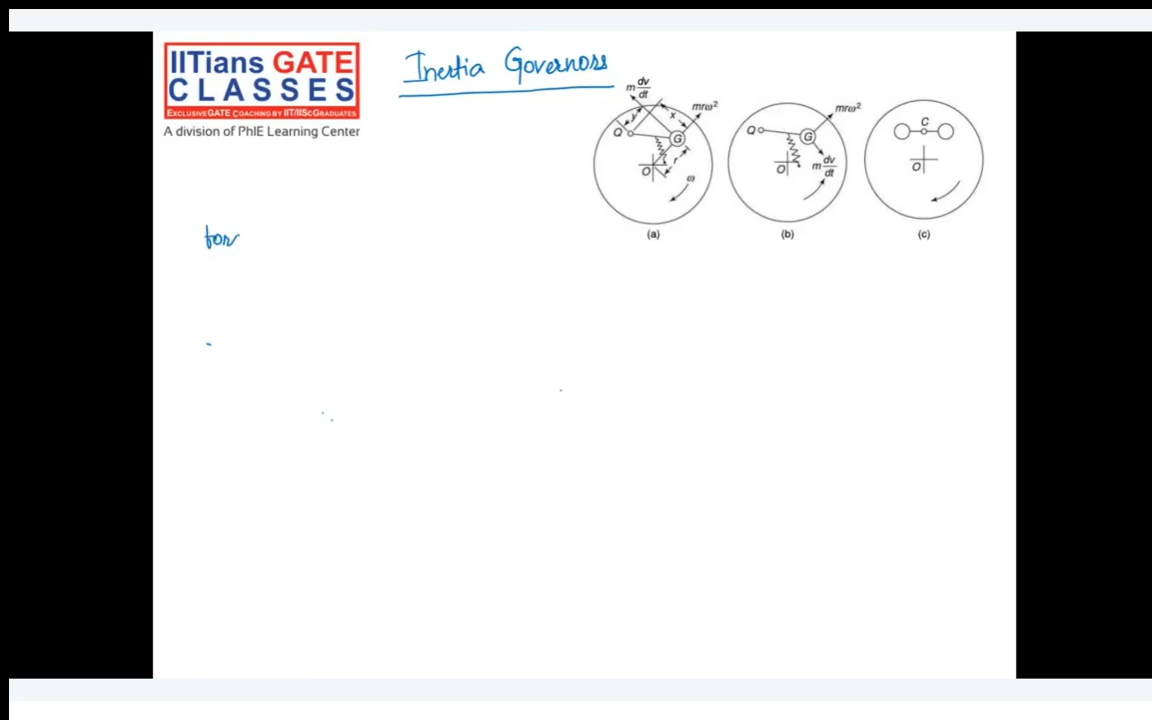 IITians GATE
CLASSES
EXCLUSIVE GATE COACHING BY IIT/IISC GRADUATES
A division of PhIE Learning Center
Inertia Governors
m dv/dt
mrω²
x
y
Q
G
r
O
ω
(a)
mrω²
Q
G
O
m dv/dt
(b)
C
O
(c)
for